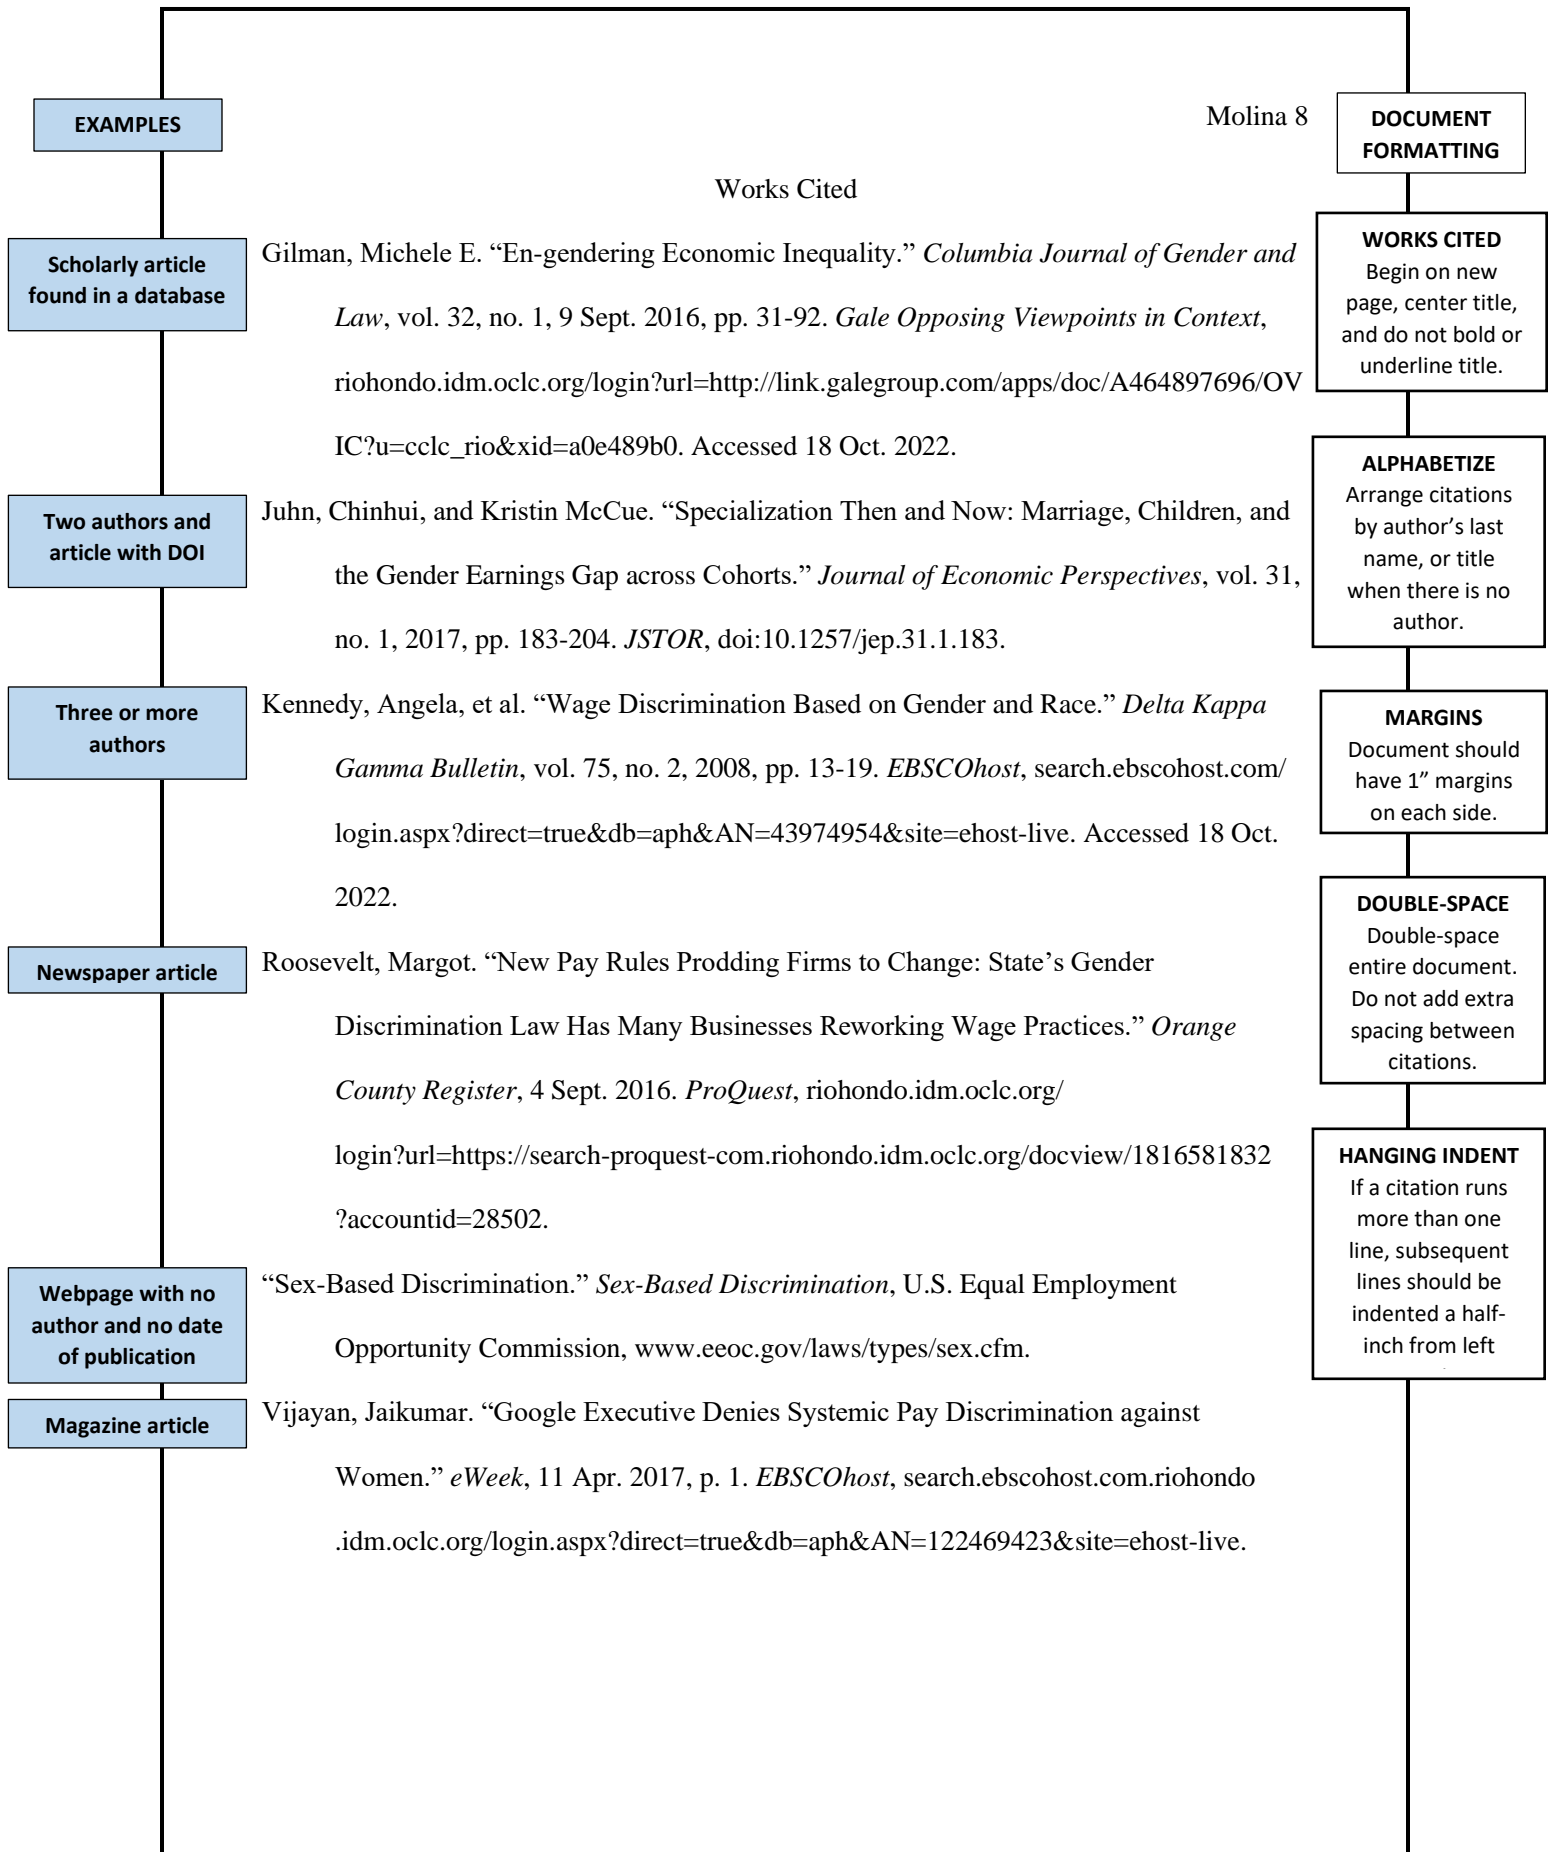 EXAMPLES
Molina 8
DOCUMENT
FORMATTING
Works Cited
Scholarly article
found in a database
Gilman, Michele E. “En-gendering Economic Inequality.” Columbia Journal of Gender and
Law, vol. 32, no. 1, 9 Sept. 2016, pp. 31-92. Gale Opposing Viewpoints in Context,
riohondo.idm.oclc.org/login?url=http://link.galegroup.com/apps/doc/A464897696/OV
IC?u=cclc_rio&xid=a0e489b0. Accessed 18 Oct. 2022.
WORKS CITED
Begin on new
page, center title,
and do not bold or
underline title.
Two authors and
article with DOI
Juhn, Chinhui, and Kristin McCue. “Specialization Then and Now: Marriage, Children, and
the Gender Earnings Gap across Cohorts.” Journal of Economic Perspectives, vol. 31,
no. 1, 2017, pp. 183-204. JSTOR, doi:10.1257/jep.31.1.183.
ALPHABETIZE
Arrange citations
by author’s last
name, or title
when there is no
author.
Three or more
authors
Kennedy, Angela, et al. “Wage Discrimination Based on Gender and Race.” Delta Kappa
Gamma Bulletin, vol. 75, no. 2, 2008, pp. 13-19. EBSCOhost, search.ebscohost.com/
login.aspx?direct=true&db=aph&AN=43974954&site=ehost-live. Accessed 18 Oct.
2022.
MARGINS
Document should
have 1” margins
on each side.
Newspaper article
Roosevelt, Margot. “New Pay Rules Prodding Firms to Change: State’s Gender
Discrimination Law Has Many Businesses Reworking Wage Practices.” Orange
County Register, 4 Sept. 2016. ProQuest, riohondo.idm.oclc.org/
login?url=https://search-proquest-com.riohondo.idm.oclc.org/docview/1816581832
?accountid=28502.
DOUBLE-SPACE
Double-space
entire document.
Do not add extra
spacing between
citations.
Webpage with no
author and no date
of publication
“Sex-Based Discrimination.” Sex-Based Discrimination, U.S. Equal Employment
Opportunity Commission, www.eeoc.gov/laws/types/sex.cfm.
HANGING INDENT
If a citation runs
more than one
line, subsequent
lines should be
indented a half-
inch from left
Magazine article
Vijayan, Jaikumar. “Google Executive Denies Systemic Pay Discrimination against
Women.” eWeek, 11 Apr. 2017, p. 1. EBSCOhost, search.ebscohost.com.riohondo
.idm.oclc.org/login.aspx?direct=true&db=aph&AN=122469423&site=ehost-live.